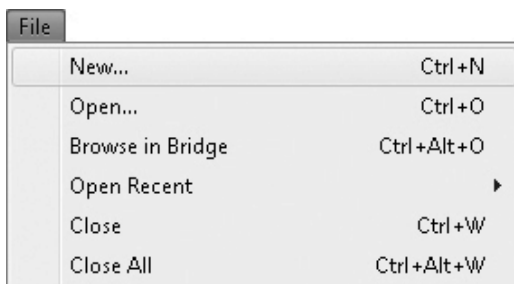 File
New... Ctrl+N
Open... Ctrl+O
Browse in Bridge Ctrl+Alt+O
Open Recent
Close Ctrl+W
Close All Ctrl+Alt+W